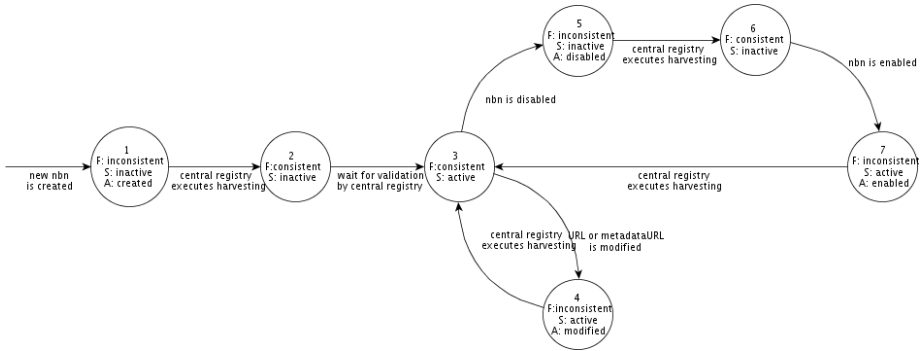 new nbn
is created
1
F: inconsistent
S: inactive
A: created
central registry
executes harvesting
2
F:consistent
S: inactive
wait for validation
by central registry
3
F:consistent
S: active
nbn is disabled
5
F: inconsistent
S: inactive
A: disabled
central registry
executes harvesting
6
F: consistent
S: inactive
nbn is enabled
7
F: inconsistent
S: active
A: enabled
central registry
executes harvesting
URL or metadataURL
is modified
4
F:inconsistent
S: active
A: modified
central registry
executes harvesting